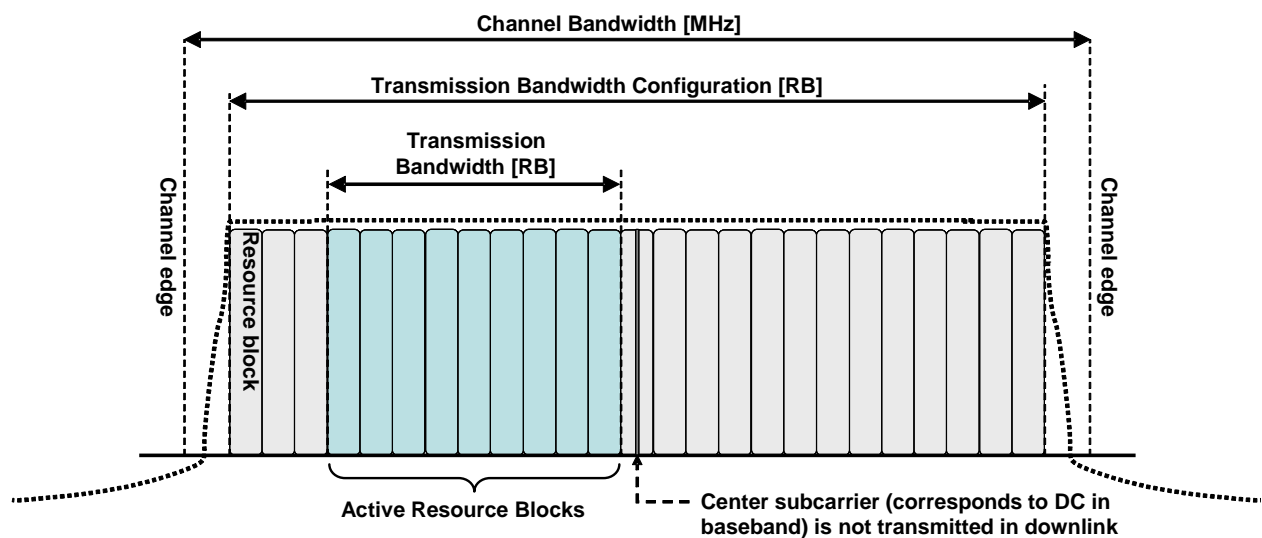 Channel Bandwidth [MHz]
Transmission Bandwidth Configuration [RB]
Transmission
Bandwidth [RB]
Channel edge
Channel edge
Resource block
Active Resource Blocks
Center subcarrier (corresponds to DC in
baseband) is not transmitted in downlink